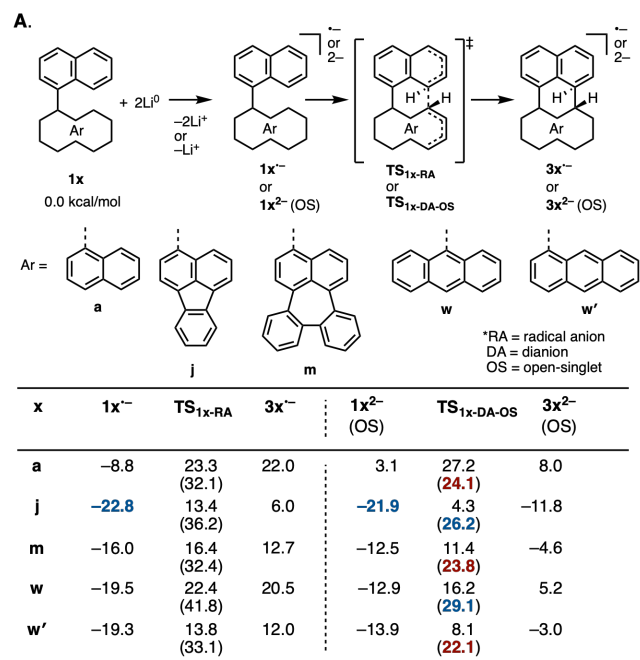 A.
•–
or
2–
‡
•–
or
2–
H H
H H
Ar
+ 2Li⁰
–2Li⁺
or
–Li⁺
Ar
Ar
Ar
1x
0.0 kcal/mol
1x•–
or
1x2– (OS)
TS1x-RA
or
TS1x-DA-OS
3x•–
or
3x2– (OS)
Ar =
a
j
m
w
w′
*RA = radical anion
DA = dianion
OS = open-singlet
x 1x•– TS1x-RA 3x•– 1x2– (OS) TS1x-DA-OS 3x2– (OS)
a –8.8 23.3 22.0 3.1 27.2 8.0
(32.1) (24.1)
j –22.8 13.4 6.0 –21.9 4.3 –11.8
(36.2) (26.2)
m –16.0 16.4 12.7 –12.5 11.4 –4.6
(32.4) (23.8)
w –19.5 22.4 20.5 –12.9 16.2 5.2
(41.8) (29.1)
w′ –19.3 13.8 12.0 –13.9 8.1 –3.0
(33.1) (22.1)